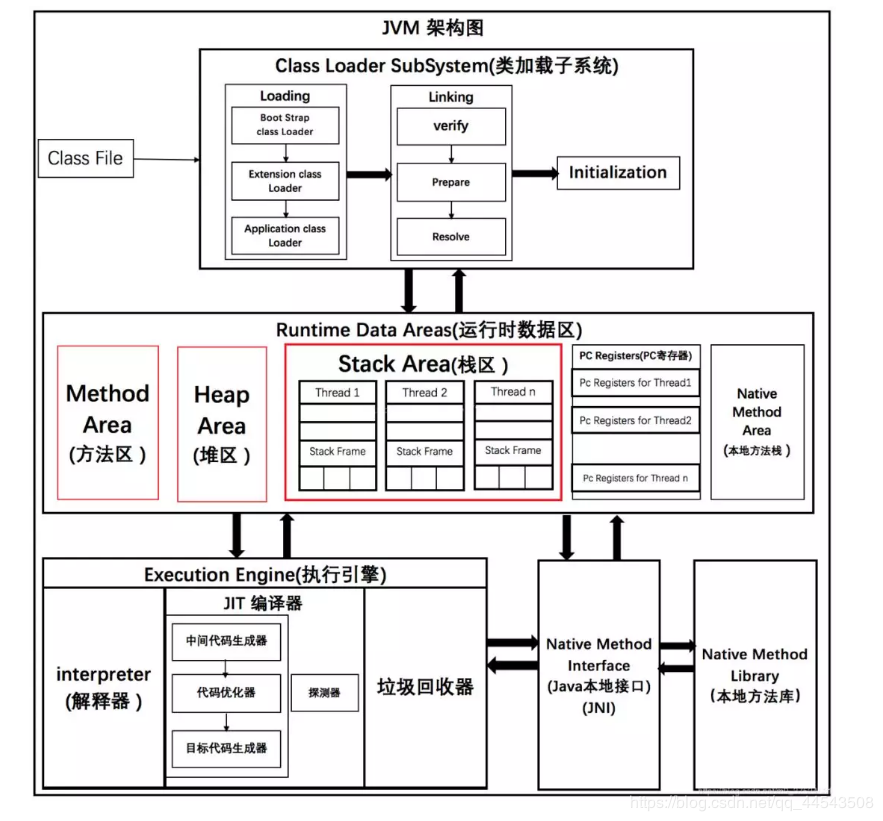 JVM 架构图
Class Loader SubSystem(类加载子系统)
Loading
Boot Strap
class Loader
Extension class
Loader
Application class
Loader
Linking
verify
Prepare
Resolve
Class File
Initialization
Runtime Data Areas(运行时数据区)
Method
Area
(方法区 )
Heap
Area
(堆区 )
Stack Area(栈区 )
Thread 1
Stack Frame
Thread 2
Stack Frame
Thread n
Stack Frame
PC Registers(PC寄存器)
Pc Registers for Thread1
Pc Registers for Thread2
Pc Registers for Thread n
Native
Method
Area
(本地方法栈 )
Execution Engine(执行引擎)
interpreter
(解释器 )
JIT 编译器
中间代码生成器
代码优化器
目标代码生成器
探测器
垃圾回收器
Native Method
Interface
(Java本地接口)
(JNI)
Native Method
Library
(本地方法库)
https://blog.csdn.net/qq_44543508